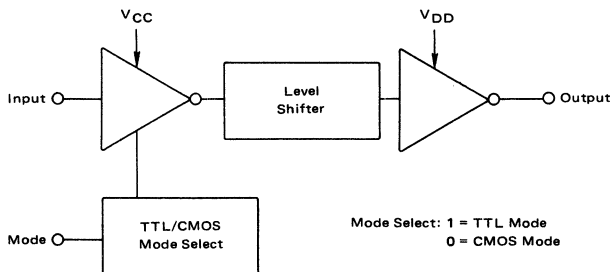 VCC
VDD
Input
Level
Shifter
Output
TTL/CMOS
Mode Select
Mode
Mode Select: 1 = TTL Mode
0 = CMOS Mode